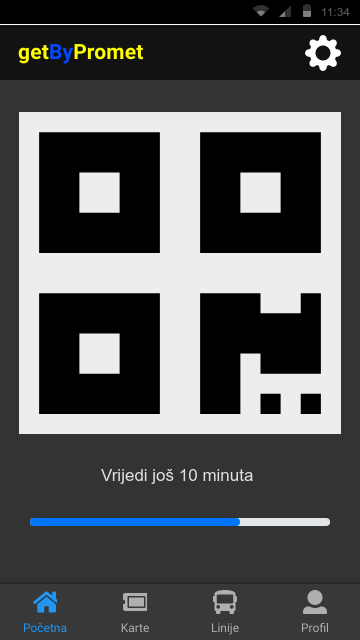 11:34
getByPromet
Vrijedi još 10 minuta
Početna Karte Linije Profil